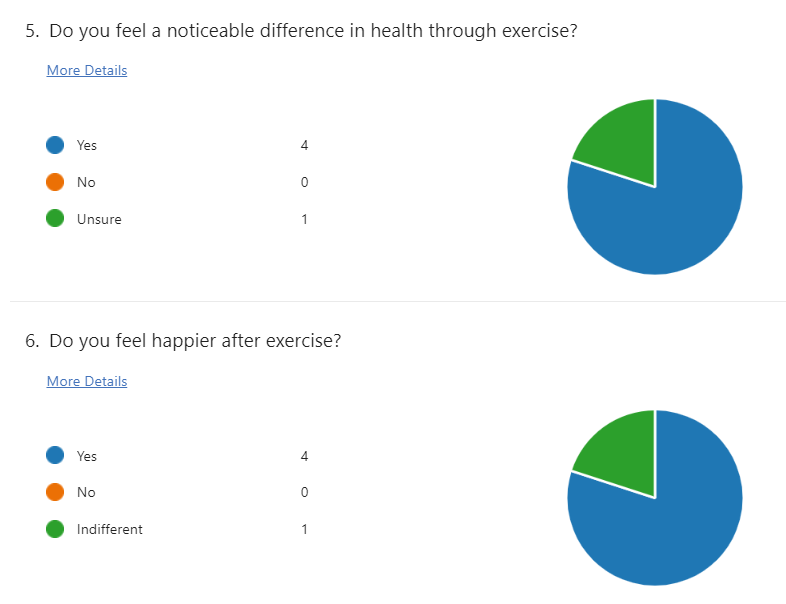 5. Do you feel a noticeable difference in health through exercise?
More Details
Yes 4
No 0
Unsure 1
6. Do you feel happier after exercise?
More Details
Yes 4
No 0
Indifferent 1